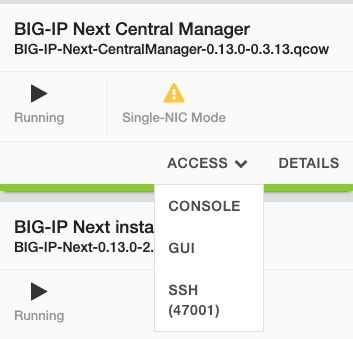 BIG-IP Next Central Manager
BIG-IP-Next-CentralManager-0.13.0-0.3.13.qcow
Running
Single-NIC Mode
ACCESS DETAILS
CONSOLE
GUI
SSH
(47001)
BIG-IP Next insta
BIG-IP-Next-0.13.0-2.
Running